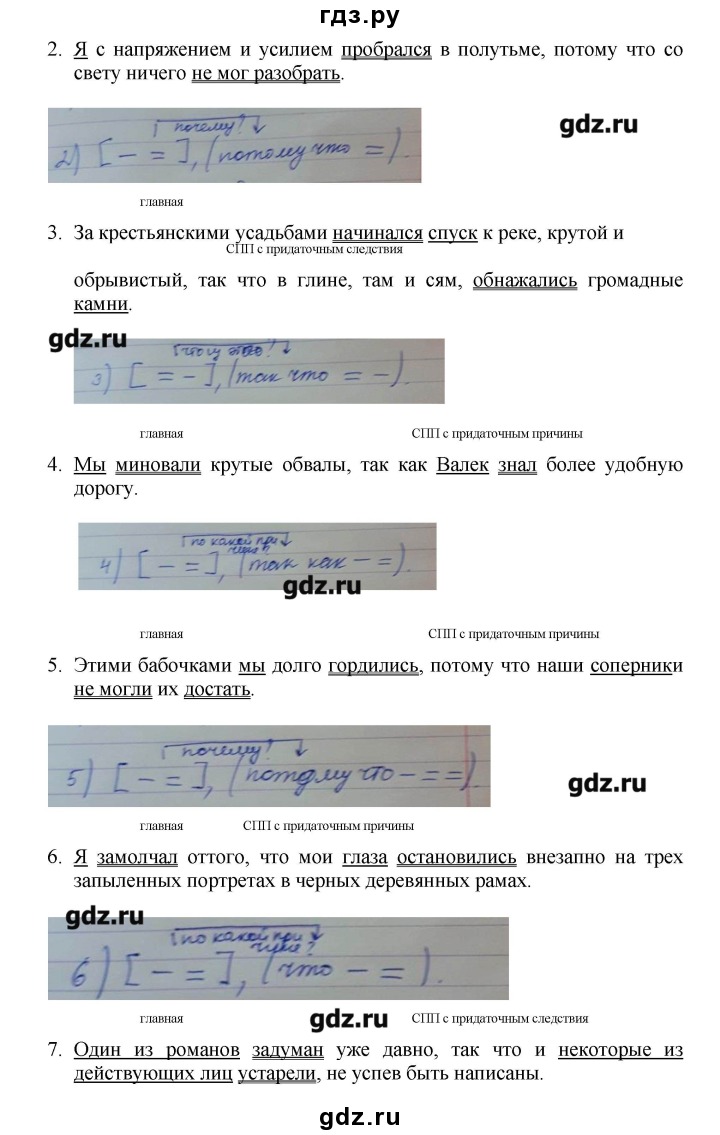 гдз.ру
2. Я с напряжением и усилием пробрался в полутьме, потому что со
свету ничего не мог разобрать.
почему?
2) [ – = ], (потому что = ).
gdz.ru
главная
3. За крестьянскими усадьбами начинался спуск к реке, крутой и
СПП с придаточным следствия
обрывистый, так что в глине, там и сям, обнажались громадные
камни.
gdz.ru
3) [ = – ], (так что = – ).
главная СПП с придаточным причины
4. Мы миновали крутые обвалы, так как Валек знал более удобную
дорогу.
по какой при
чине?
4) [ – = ], (так как – = ).
gdz.ru
главная СПП с придаточным причины
5. Этими бабочками мы долго гордились, потому что наши соперники
не могли их достать.
почему?
5) [ – = ], (потому что – = = ).
gdz.ru
главная СПП с придаточным причины
6. Я замолчал оттого, что мои глаза остановились внезапно на трех
запыленных портретах в черных деревянных рамах.
gdz.ru
по какой при
чине?
6) [ – = ], (что – = ).
главная gdz.ru СПП с придаточным следствия
7. Один из романов задуман уже давно, так что и некоторые из
действующих лиц устарели, не успев быть написаны.
gdz.ru